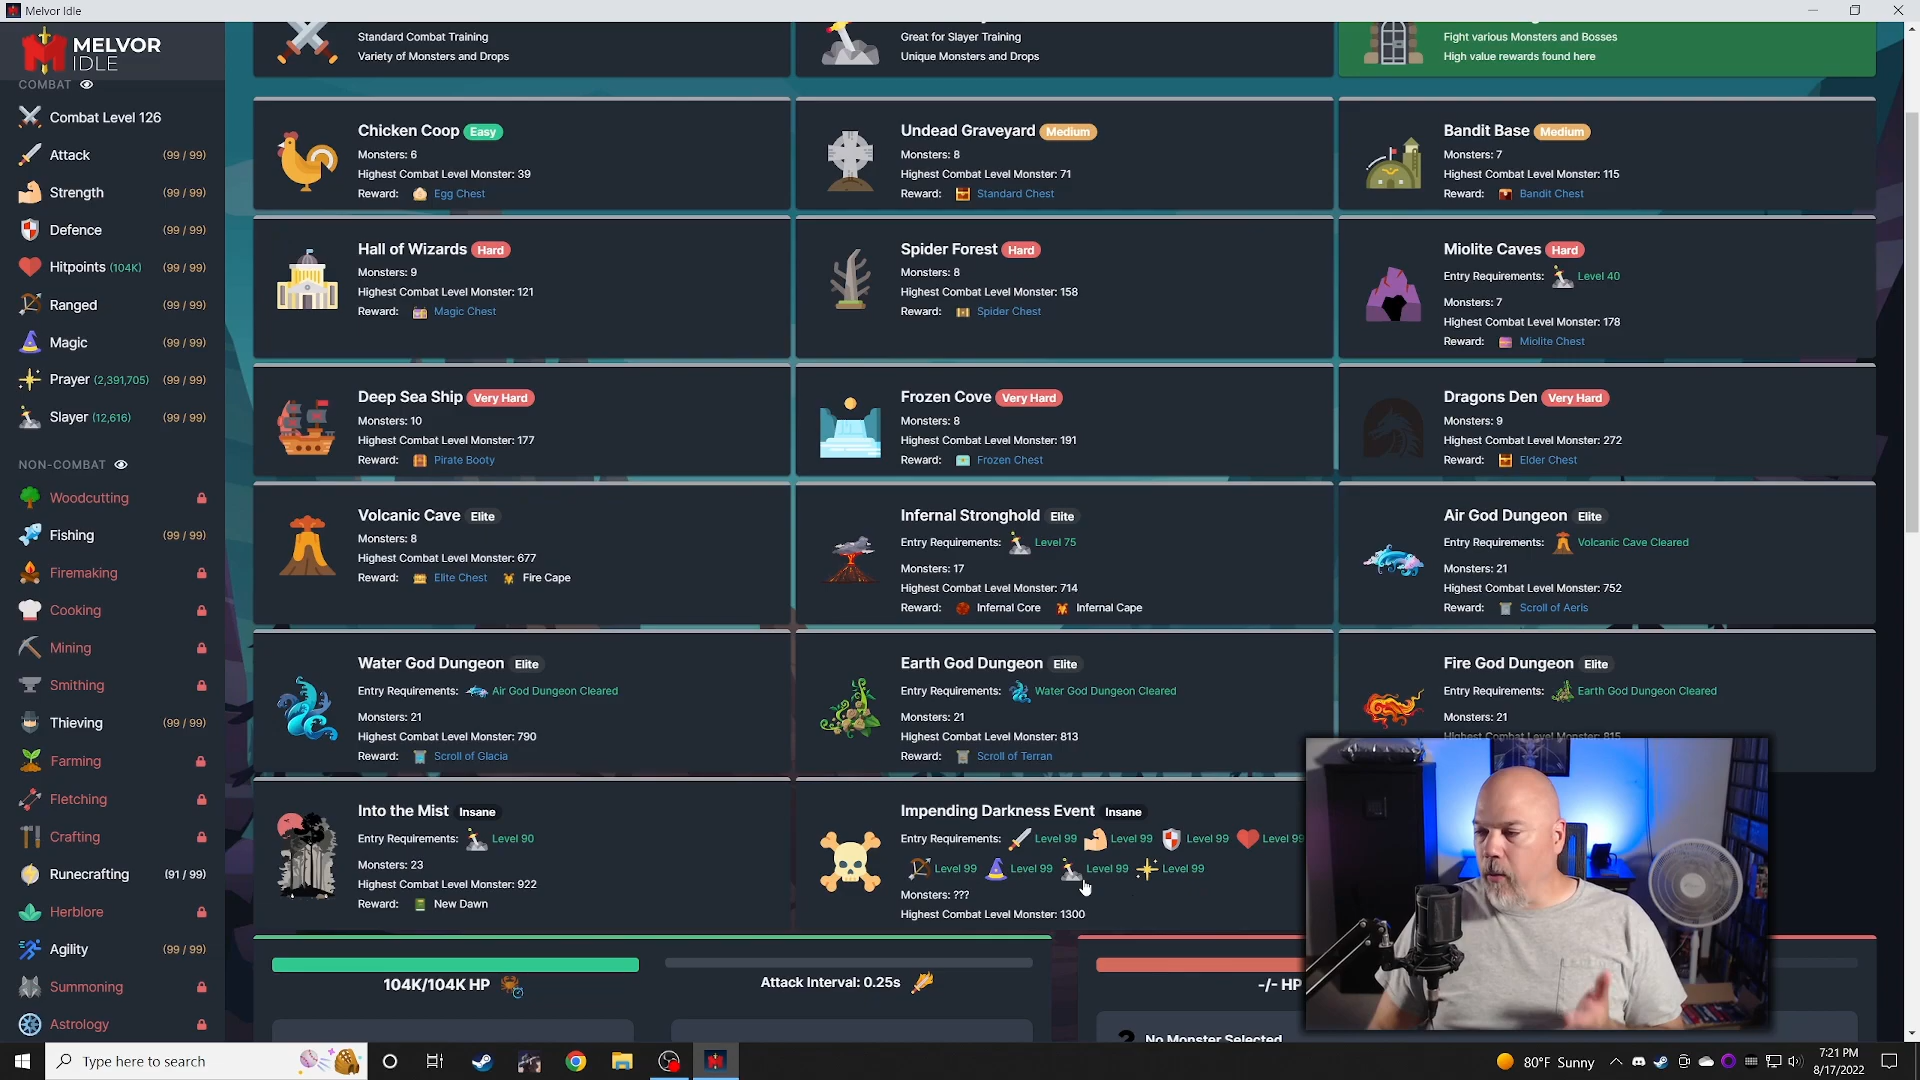 Melvor Idle
MELVOR
IDLE
COMBAT
Combat Level 126
Attack (99 / 99)
Strength (99 / 99)
Defence (99 / 99)
Hitpoints (104K) (99 / 99)
Ranged (99 / 99)
Magic (99 / 99)
Prayer (2,391,705) (99 / 99)
Slayer (12,616) (99 / 99)
NON-COMBAT
Woodcutting
Fishing (99 / 99)
Firemaking
Cooking
Mining
Smithing
Thieving (99 / 99)
Farming
Fletching
Crafting
Runecrafting (91 / 99)
Herblore
Agility (99 / 99)
Summoning
Astrology
Standard Combat Training
Variety of Monsters and Drops
Great for Slayer Training
Unique Monsters and Drops
Fight various Monsters and Bosses
High value rewards found here
Chicken Coop Easy
Monsters: 6
Highest Combat Level Monster: 39
Reward: Egg Chest
Undead Graveyard Medium
Monsters: 8
Highest Combat Level Monster: 71
Reward: Standard Chest
Bandit Base Medium
Monsters: 7
Highest Combat Level Monster: 115
Reward: Bandit Chest
Hall of Wizards Hard
Monsters: 9
Highest Combat Level Monster: 121
Reward: Magic Chest
Spider Forest Hard
Monsters: 8
Highest Combat Level Monster: 158
Reward: Spider Chest
Miolite Caves Hard
Entry Requirements: Level 40
Monsters: 7
Highest Combat Level Monster: 178
Reward: Miolite Chest
Deep Sea Ship Very Hard
Monsters: 10
Highest Combat Level Monster: 177
Reward: Pirate Booty
Frozen Cove Very Hard
Monsters: 8
Highest Combat Level Monster: 191
Reward: Frozen Chest
Dragons Den Very Hard
Monsters: 9
Highest Combat Level Monster: 272
Reward: Elder Chest
Volcanic Cave Elite
Monsters: 8
Highest Combat Level Monster: 677
Reward: Elite Chest Fire Cape
Infernal Stronghold Elite
Entry Requirements: Level 75
Monsters: 17
Highest Combat Level Monster: 714
Reward: Infernal Core Infernal Cape
Air God Dungeon Elite
Entry Requirements: Volcanic Cave Cleared
Monsters: 21
Highest Combat Level Monster: 752
Reward: Scroll of Aeris
Water God Dungeon Elite
Entry Requirements: Air God Dungeon Cleared
Monsters: 21
Highest Combat Level Monster: 790
Reward: Scroll of Glacia
Earth God Dungeon Elite
Entry Requirements: Water God Dungeon Cleared
Monsters: 21
Highest Combat Level Monster: 813
Reward: Scroll of Terran
Fire God Dungeon Elite
Entry Requirements: Earth God Dungeon Cleared
Monsters: 21
Highest Combat Level Monster: 815
Into the Mist Insane
Entry Requirements: Level 90
Monsters: 23
Highest Combat Level Monster: 922
Reward: New Dawn
Impending Darkness Event Insane
Entry Requirements: Level 99 Level 99 Level 99 Level 99
Level 99 Level 99 Level 99 Level 99
Monsters: ???
Highest Combat Level Monster: 1300
104K/104K HP
Attack Interval: 0.25s
-/- HP
? No Monster Selected
Type here to search
80°F Sunny
7:21 PM
8/17/2022